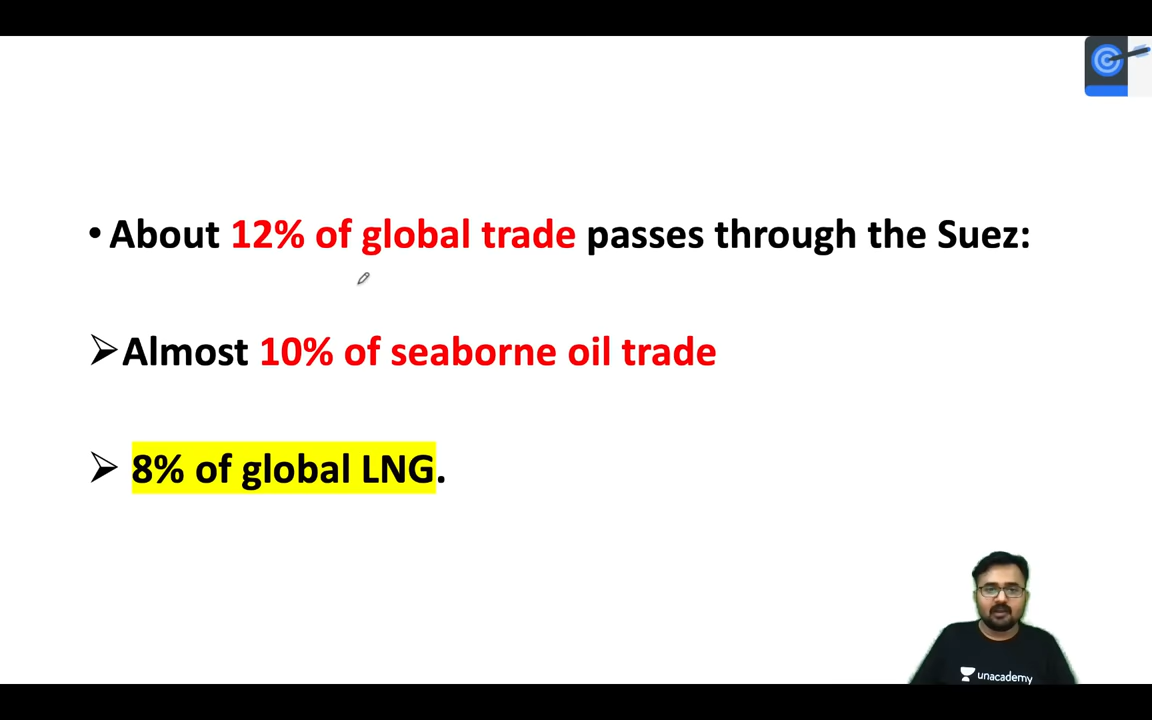 • About 12% of global trade passes through the Suez:
➢Almost 10% of seaborne oil trade
➢ 8% of global LNG.
unacademy